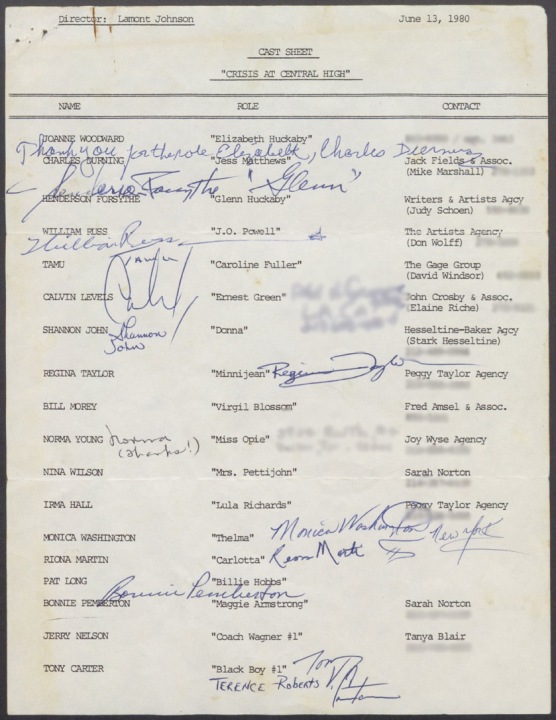 Director: Lamont Johnson June 13, 1980
CAST SHEET
"CRISIS AT CENTRAL HIGH"
NAME ROLE CONTACT
JOANNE WOODWARD "Elizabeth Huckaby"
Thank you for the role Elizabeth, Charles Durning
CHARLES DURNING "Jess Matthews" Jack Fields & Assoc.
(Mike Marshall)
Henderson Forsythe "Glenn"
HENDERSON FORSYTHE "Glenn Huckaby" Writers & Artists Agcy
(Judy Schoen)
WILLIAM RUSS "J.O. Powell" The Artists Agency
William Russ (Don Wolff)
TAMU Tamu "Caroline Fuller" The Gage Group
(David Windsor)
CALVIN LEVELS "Ernest Green" John Crosby & Assoc.
(Elaine Riche)
SHANNON JOHN Shannon John "Donna" Hesseltine-Baker Agcy
(Stark Hesseltine)
REGINA TAYLOR "Minnijean" Regina Taylor Peggy Taylor Agency
BILL MOREY "Virgil Blossom" Fred Amsel & Assoc.
NORMA YOUNG Norma "Miss Opie" Joy Wyse Agency
(thanks!)
NINA WILSON "Mrs. Pettijohn" Sarah Norton
IRMA HALL "Lula Richards" Peggy Taylor Agency
MONICA WASHINGTON "Thelma" Monica Washington New York
RIONA MARTIN "Carlotta"
PAT LONG "Billie Hobbs"
Bonnie Pemberton
BONNIE PEMBERTON "Maggie Armstrong" Sarah Norton
JERRY NELSON "Coach Wagner #1" Tanya Blair
TONY CARTER "Black Boy #1"
TERENCE Roberts